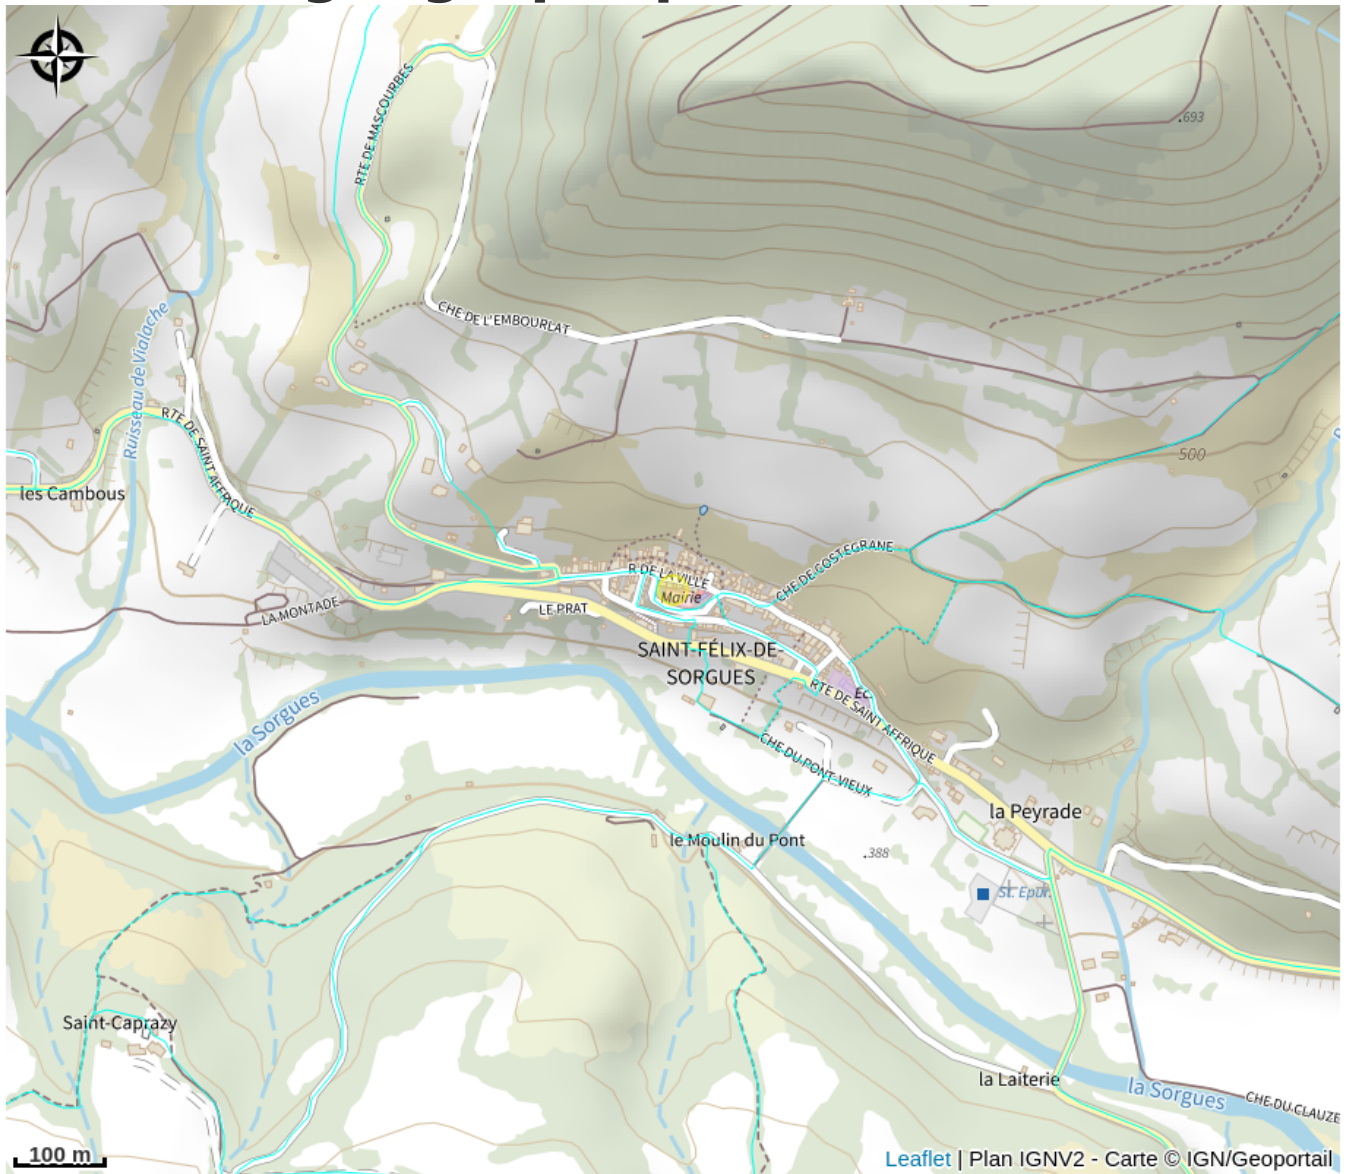 RTE DE MASCOURBES
693
CHE DE L'EMBOURLAT
Ruisseau de Vialache
RTE DE SAINT AFFRIQUE
500
les Cambous
CHE DE COSTEGRANE
R DE LA VILLE
Mairie
LA MONTADE
LE PRAT
SAINT-FÉLIX-DE-
SORGUES
RTE DE SAINT AFFRIQUE
la Sorgues
CHE DU PONT VIEUX
la Peyrade
le Moulin du Pont
.388
St. Epur.
Saint-Caprazy
la Laiterie
la Sorgues
CHE DU CLAUZE
100 m
Leaflet | Plan IGNV2 - Carte © IGN/Geoportail